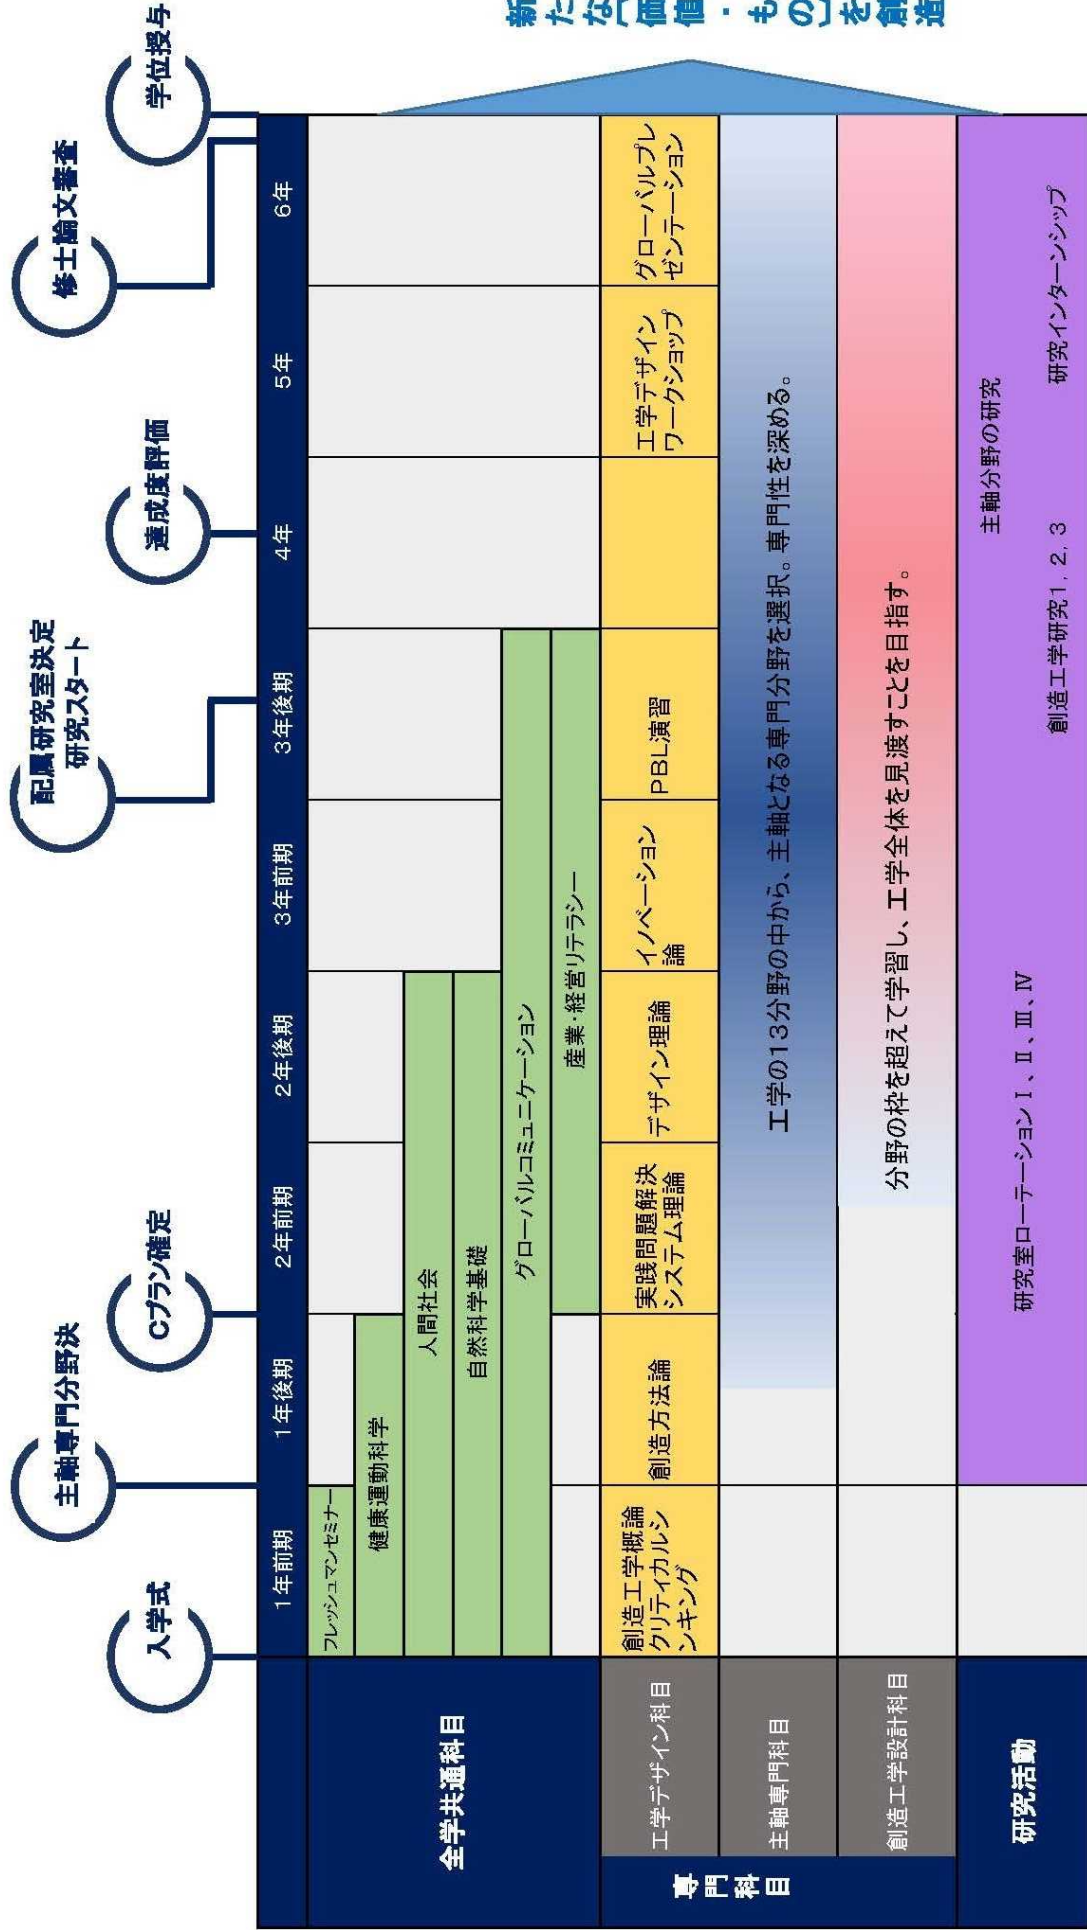 入学式
主軸専門分野決
Cプラン確定
配属研究室決定
研究スタート
達成度評価
修士論文審査
学位授与
1年前期
1年後期
2年前期
2年後期
3年前期
3年後期
4年
5年
6年
全学共通科目
フレッシュマンセミナー
健康運動科学
人間社会
自然科学基礎
グローバルコミュニケーション
産業・経営リテラシー
専門科目
工学デザイン科目
創造工学概論
クリティカルシ
ンキング
創造方法論
実践問題解決
システム理論
デザイン理論
イノベーション
論
PBL演習
工学デザイン
ワークショップ
グローバルプレ
ゼンテーション
主軸専門科目
工学の13分野の中から、主軸となる専門分野を選択。専門性を深める。
創造工学設計科目
分野の枠を超えて学習し、工学全体を見渡すことを目指す。
研究活動
研究室ローテーションⅠ、Ⅱ、Ⅲ、Ⅳ
主軸分野の研究
創造工学研究1, 2, 3
研究インターンシップ
新たな[価値・もの]を創造